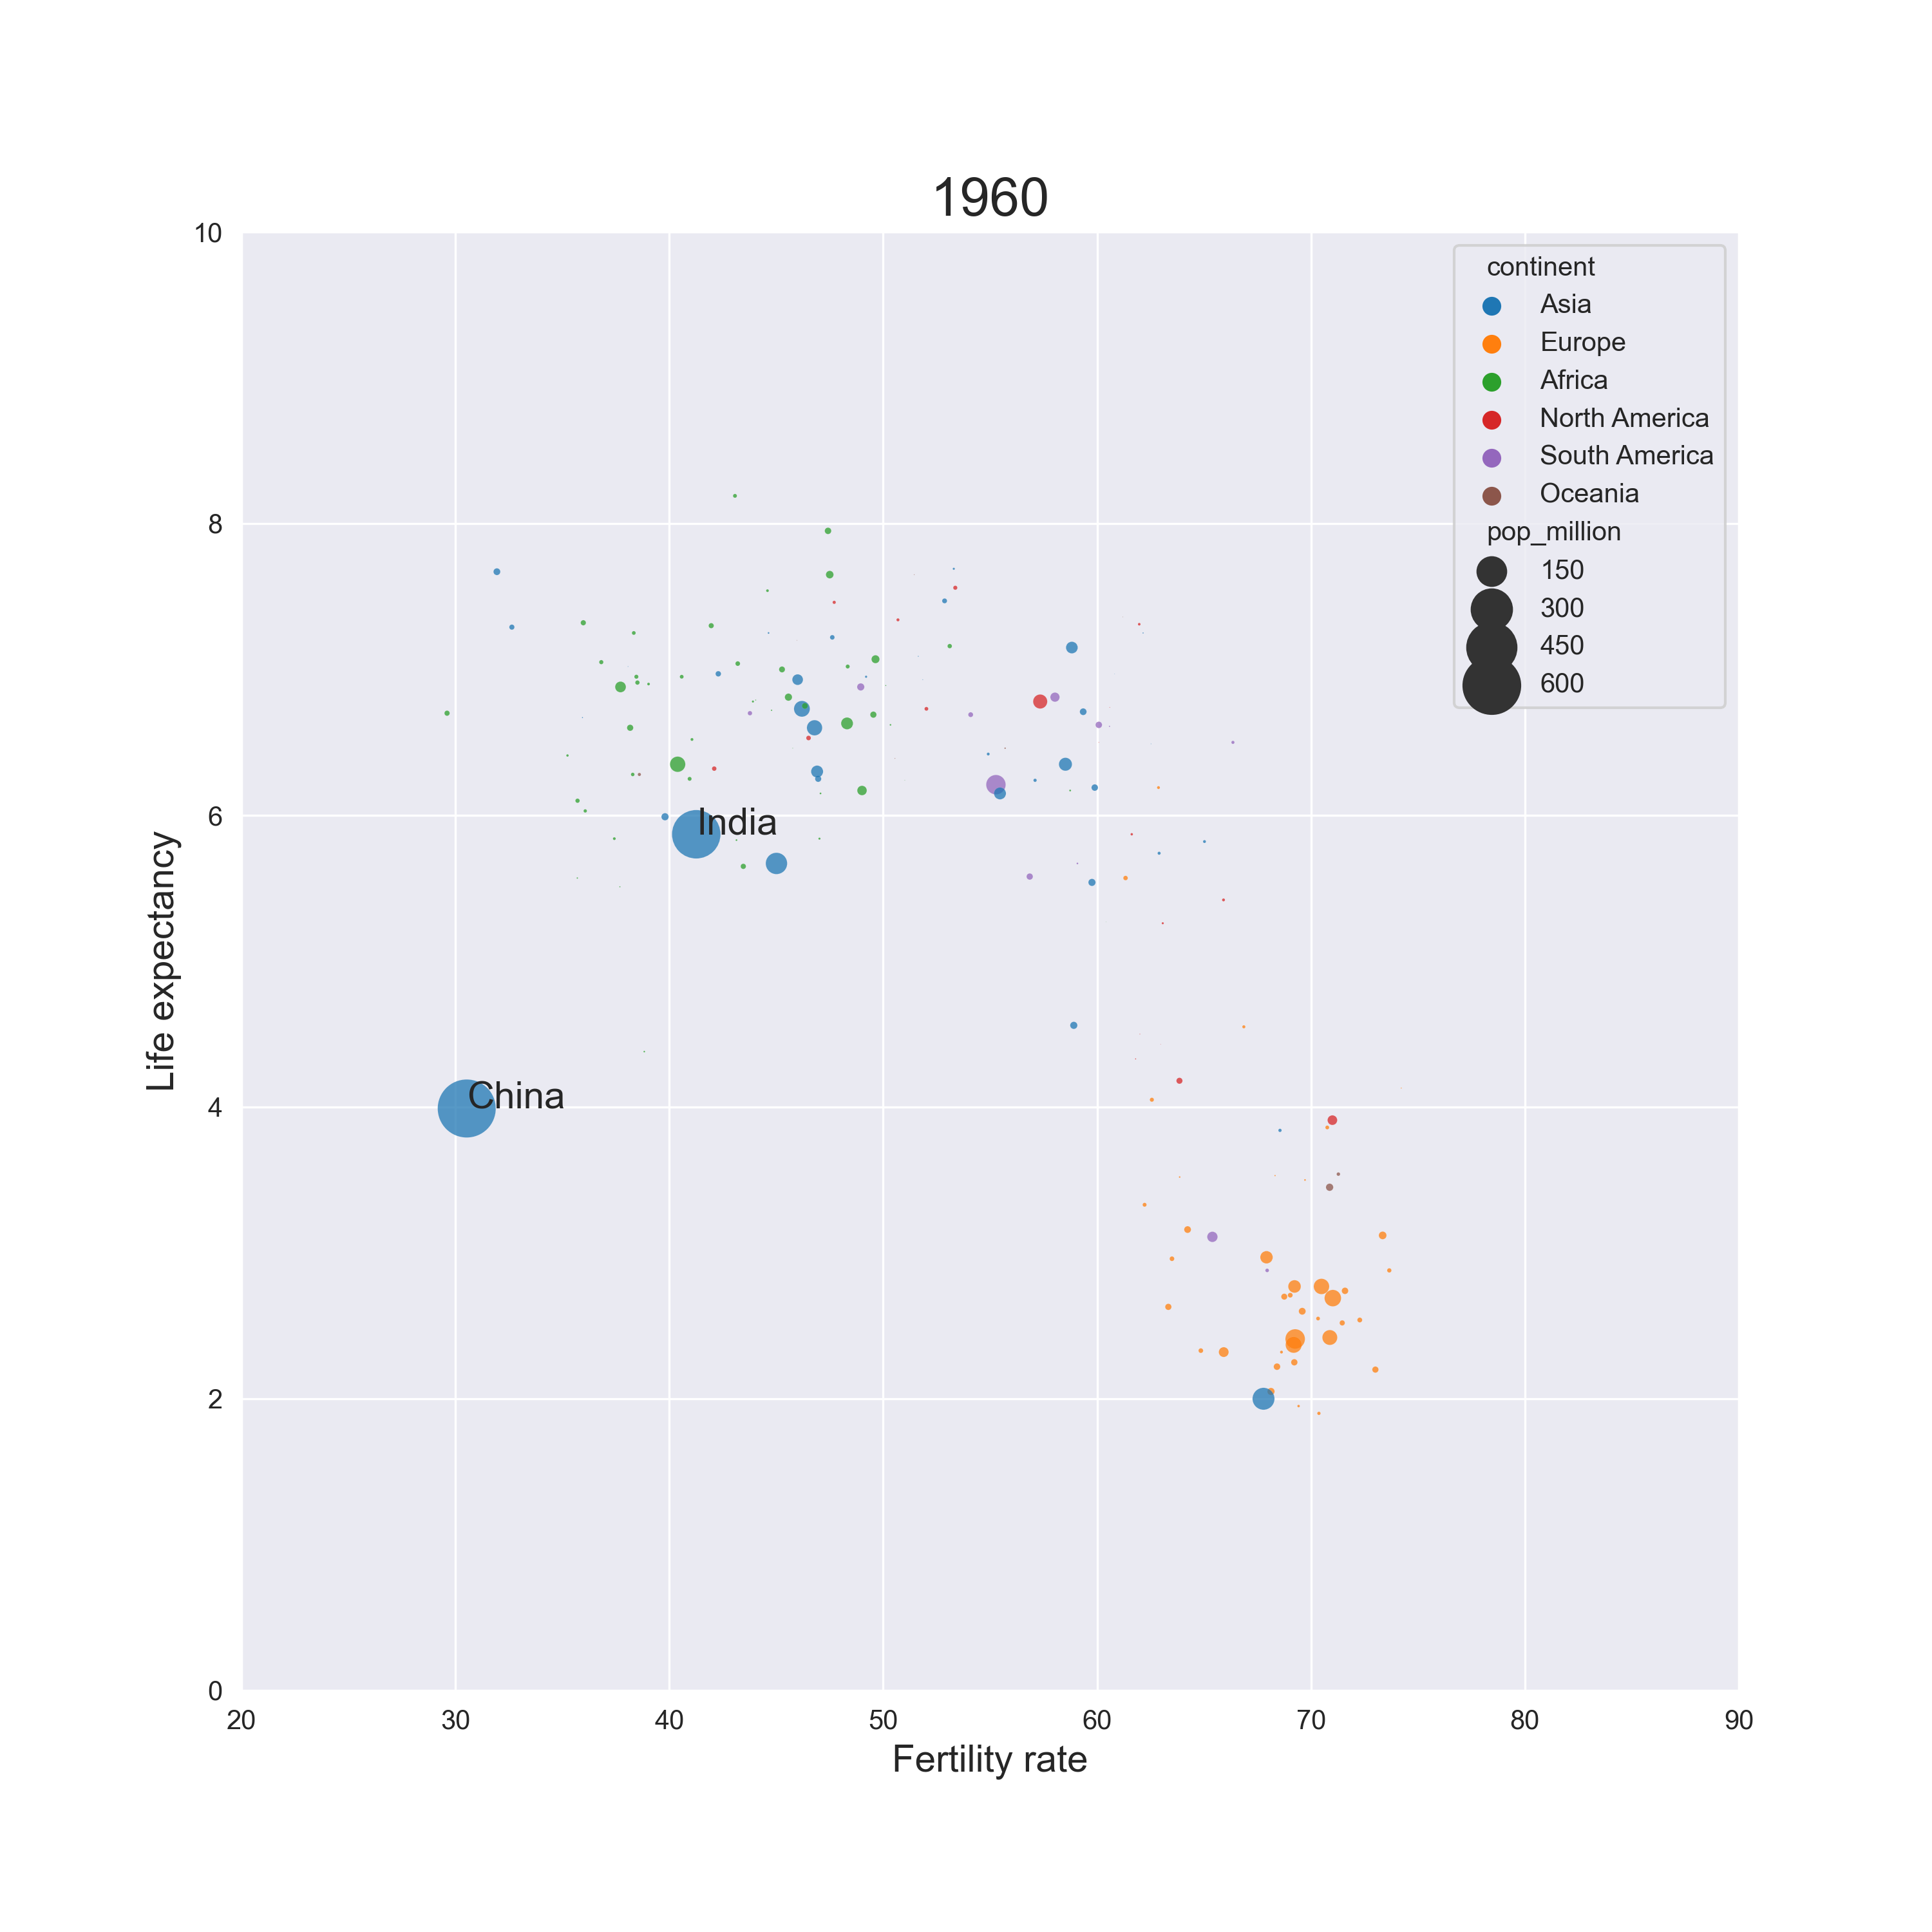 1960
10
8
6
4
2
0
Life expectancy
continent
Asia
Europe
Africa
North America
South America
Oceania
pop_million
150
300
450
600
India
China
20 30 40 50 60 70 80 90
Fertility rate